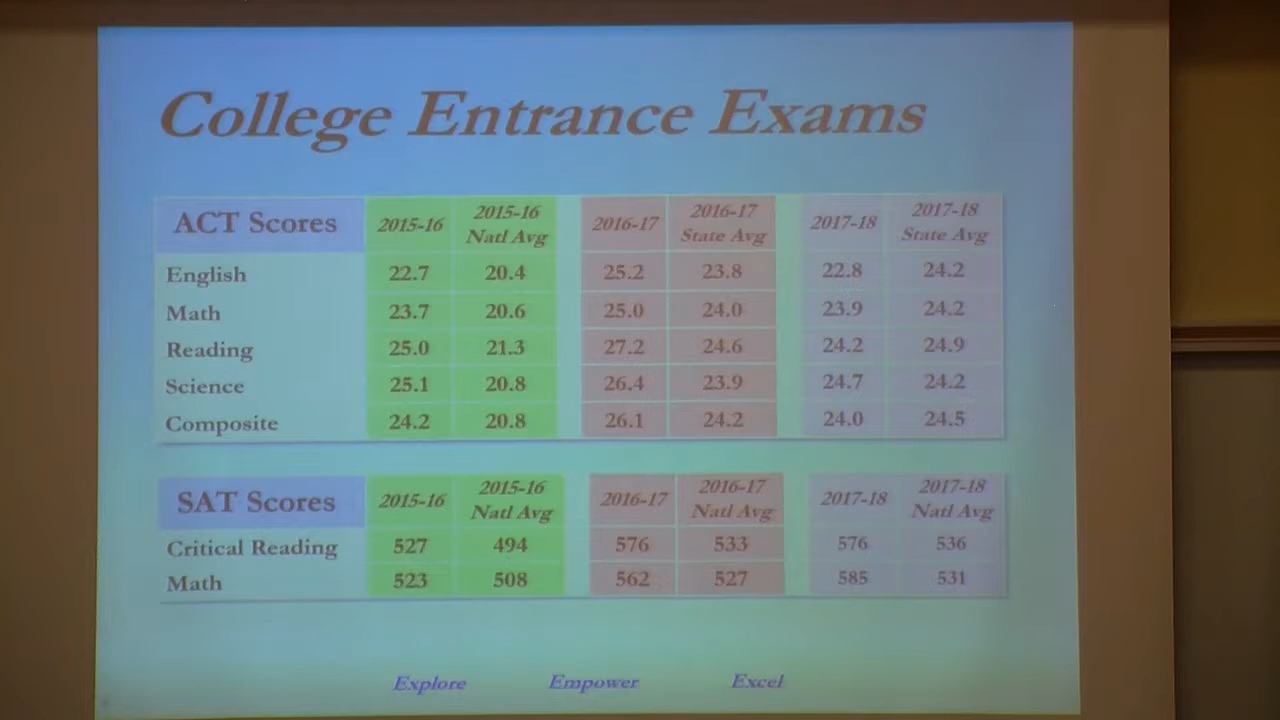 College Entrance Exams
ACT Scores 2015-16 2015-16 Natl Avg 2016-17 2016-17 State Avg 2017-18 2017-18 State Avg
English 22.7 20.4 25.2 23.8 22.8 24.2
Math 23.7 20.6 25.0 24.0 23.9 24.2
Reading 25.0 21.3 27.2 24.6 24.2 24.9
Science 25.1 20.8 26.4 23.9 24.7 24.2
Composite 24.2 20.8 26.1 24.2 24.0 24.5
SAT Scores 2015-16 2015-16 Natl Avg 2016-17 2016-17 Natl Avg 2017-18 2017-18 Natl Avg
Critical Reading 527 494 576 533 576 536
Math 523 508 562 527 585 531
Explore Empower Excel